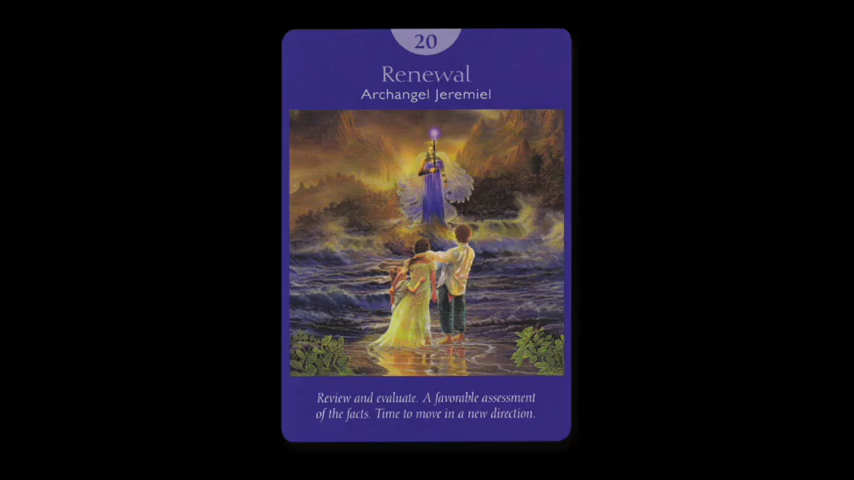 20
Renewal
Archangel Jeremiel
Review and evaluate. A favorable assessment
of the facts. Time to move in a new direction.